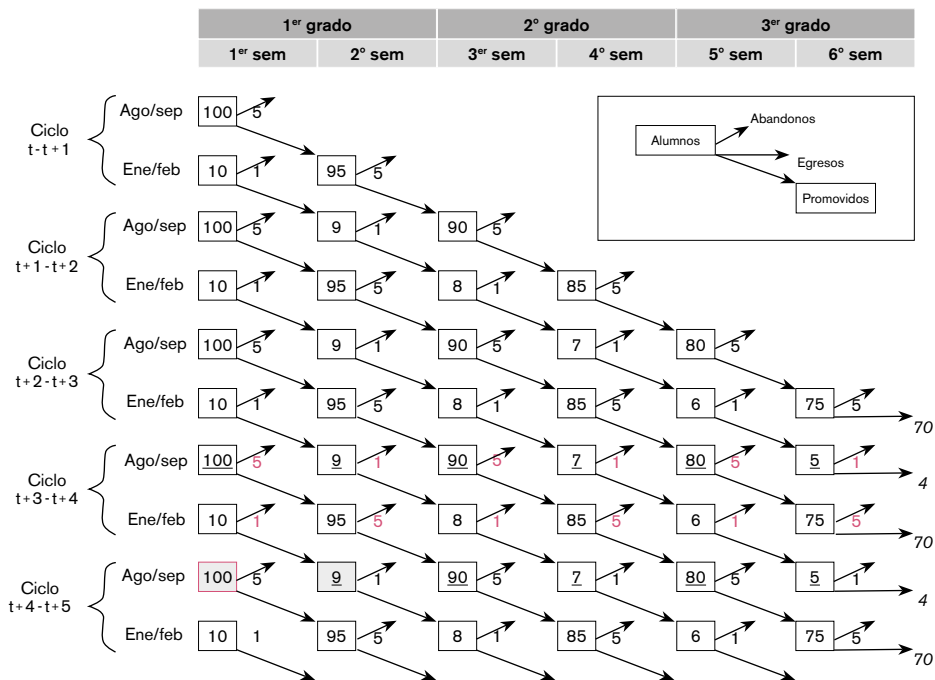 1er grado 2° grado 3er grado
1er sem 2° sem 3er sem 4° sem 5° sem 6° sem
Ciclo
t-t+1
Ago/sep 100 5
Abandonos
Alumnos
Egresos
Promovidos
Ene/feb 10 1 95 5
Ciclo
t+1-t+2
Ago/sep 100 5 9 1 90 5
Ene/feb 10 1 95 5 8 1 85 5
Ciclo
t+2-t+3
Ago/sep 100 5 9 1 90 5 7 1 80 5
Ene/feb 10 1 95 5 8 1 85 5 6 1 75 5 70
Ciclo
t+3-t+4
Ago/sep 100 5 9 1 90 5 7 1 80 5 5 1 4
Ene/feb 10 1 95 5 8 1 85 5 6 1 75 5 70
Ciclo
t+4-t+5
Ago/sep 100 5 9 1 90 5 7 1 80 5 5 1 4
Ene/feb 10 1 95 5 8 1 85 5 6 1 75 5 70